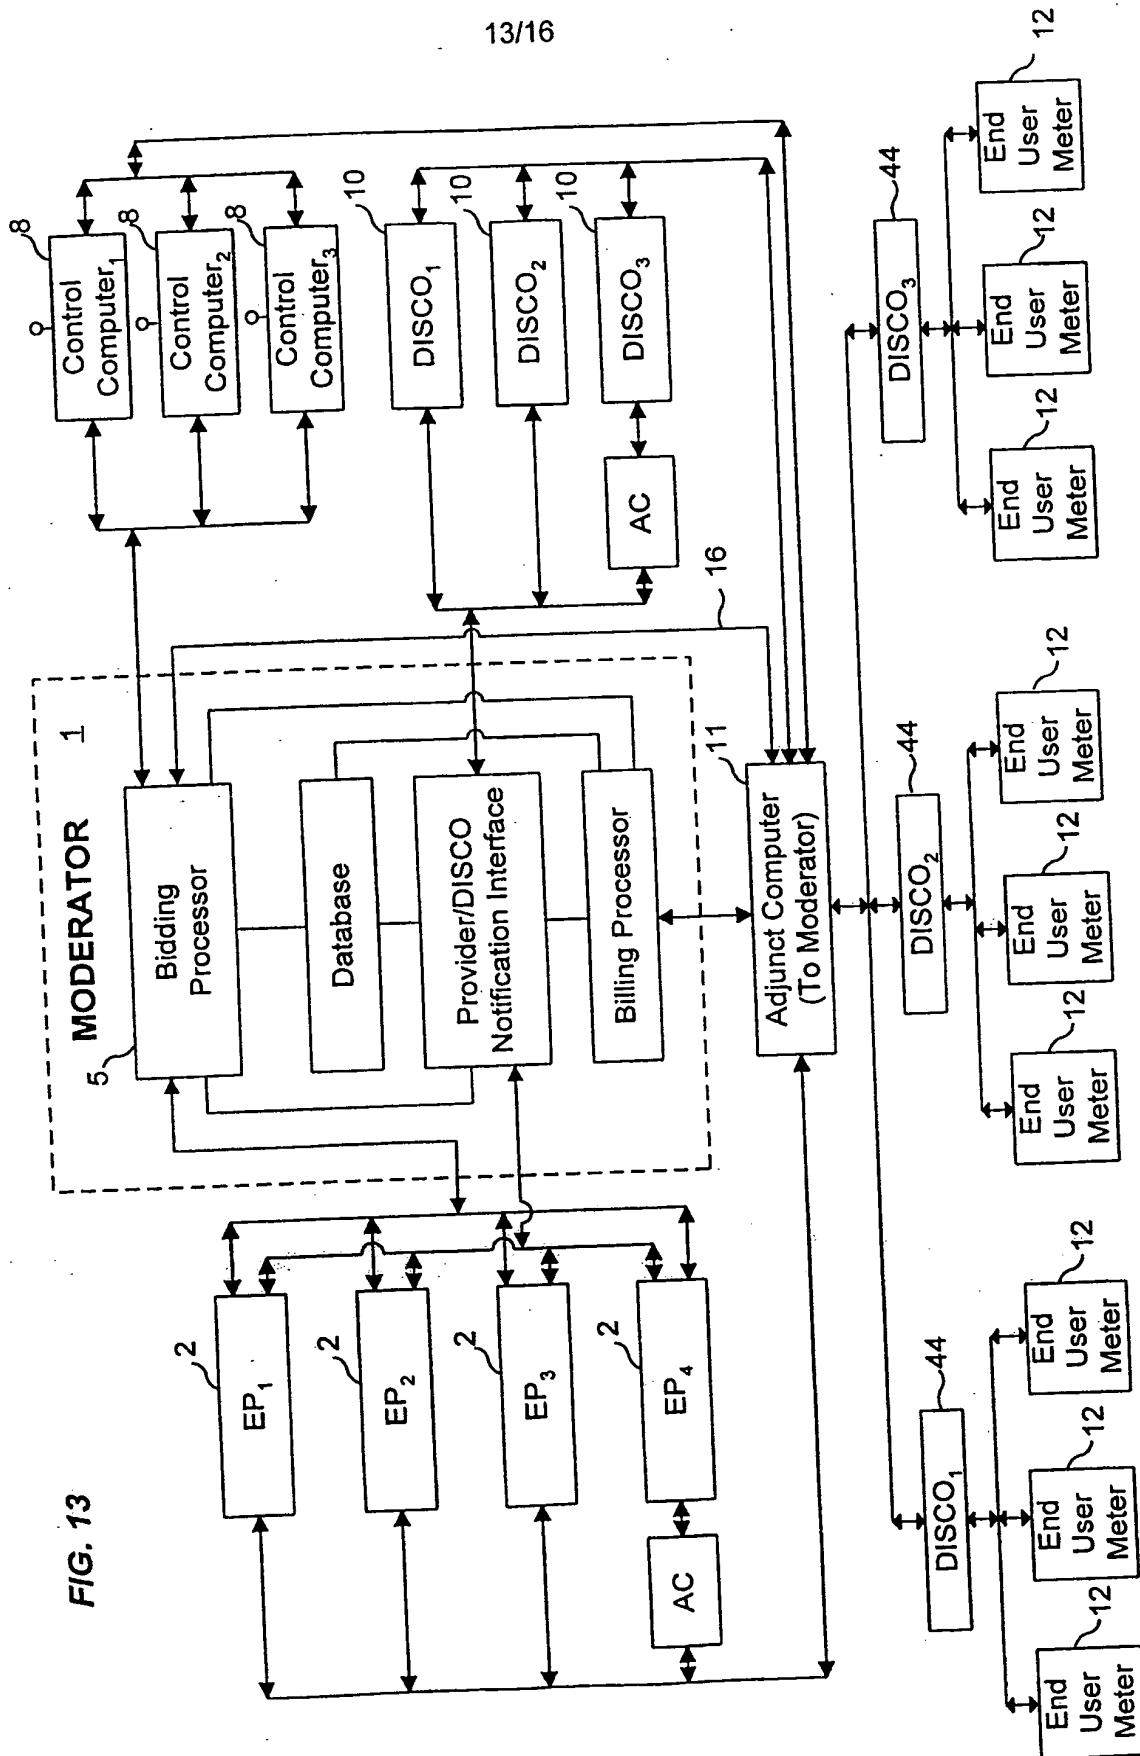 13/16
FIG. 13
MODERATOR
1
5
Bidding
Processor
Database
Provider/DISCO
Notification Interface
Billing Processor
2
EP₁
2
EP₂
2
EP₃
2
EP₄
AC
8
Control
Computer₁
8
Control
Computer₂
8
Control
Computer₃
10
DISCO₁
10
DISCO₂
10
DISCO₃
AC
16
11
Adjunct Computer
(To Moderator)
44
DISCO₁
44
DISCO₂
44
DISCO₃
12
End
User
Meter
12
End
User
Meter
12
End
User
Meter
12
End
User
Meter
12
End
User
Meter
12
End
User
Meter
12
End
User
Meter
12
End
User
Meter
12
End
User
Meter